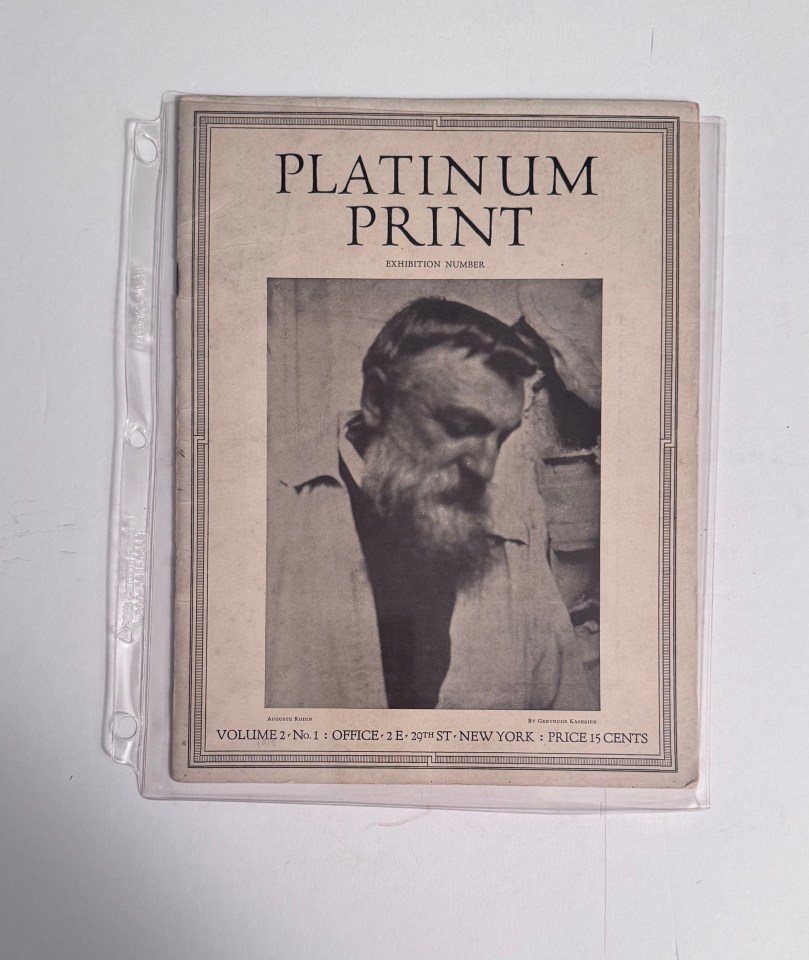 PLATINUM
PRINT
EXHIBITION NUMBER
AUGUSTE RODIN
BY GERTRUDE KASEBIER
VOLUME 2 · No. 1 : OFFICE · 2 E · 29TH ST · NEW YORK : PRICE 15 CENTS